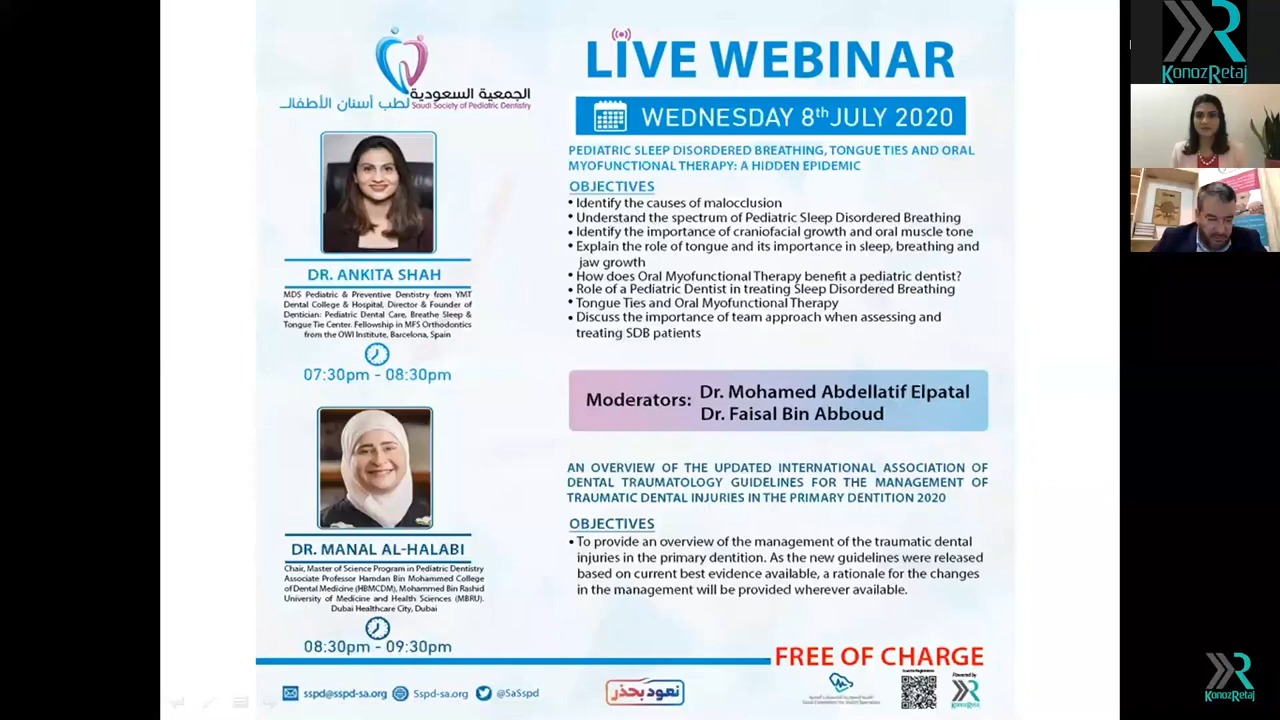 الجمعية السعودية
لطب أسنان الأطفال
Saudi Society of Pediatric Dentistry
LIVE WEBINAR
WEDNESDAY 8th JULY 2020
PEDIATRIC SLEEP DISORDERED BREATHING, TONGUE TIES AND ORAL
MYOFUNCTIONAL THERAPY: A HIDDEN EPIDEMIC
OBJECTIVES
• Identify the causes of malocclusion
• Understand the spectrum of Pediatric Sleep Disordered Breathing
• Identify the importance of craniofacial growth and oral muscle tone
• Explain the role of tongue and its importance in sleep, breathing and
jaw growth
• How does Oral Myofunctional Therapy benefit a pediatric dentist?
• Role of a Pediatric Dentist in treating Sleep Disordered Breathing
• Tongue Ties and Oral Myofunctional Therapy
• Discuss the importance of team approach when assessing and
treating SDB patients
DR. ANKITA SHAH
MDS Pediatric & Preventive Dentistry from YMT
Dental College & Hospital, Director & Founder of
Dentician: Pediatric Dental Care, Breathe Sleep &
Tongue Tie Center. Fellowship in MFS Orthodontics
from the OWI Institute, Barcelona, Spain
07:30pm - 08:30pm
Moderators: Dr. Mohamed Abdellatif Elpatal
Dr. Faisal Bin Abboud
DR. MANAL AL-HALABI
Chair, Master of Science Program in Pediatric Dentistry
Associate Professor Hamdan Bin Mohammed College
of Dental Medicine (HBMCDM), Mohammed Bin Rashid
University of Medicine and Health Sciences (MBRU).
Dubai Healthcare City, Dubai
08:30pm - 09:30pm
AN OVERVIEW OF THE UPDATED INTERNATIONAL ASSOCIATION OF
DENTAL TRAUMATOLOGY GUIDELINES FOR THE MANAGEMENT OF
TRAUMATIC DENTAL INJURIES IN THE PRIMARY DENTITION 2020
OBJECTIVES
• To provide an overview of the management of the traumatic dental
injuries in the primary dentition. As the new guidelines were released
based on current best evidence available, a rationale for the changes
in the management will be provided wherever available.
FREE OF CHARGE
sspd@sspd-sa.org
Sspd-sa.org
@SaSspd
نعود بحذر
Powered by
KonozRetaj
KonozRetaj
KonozRetaj